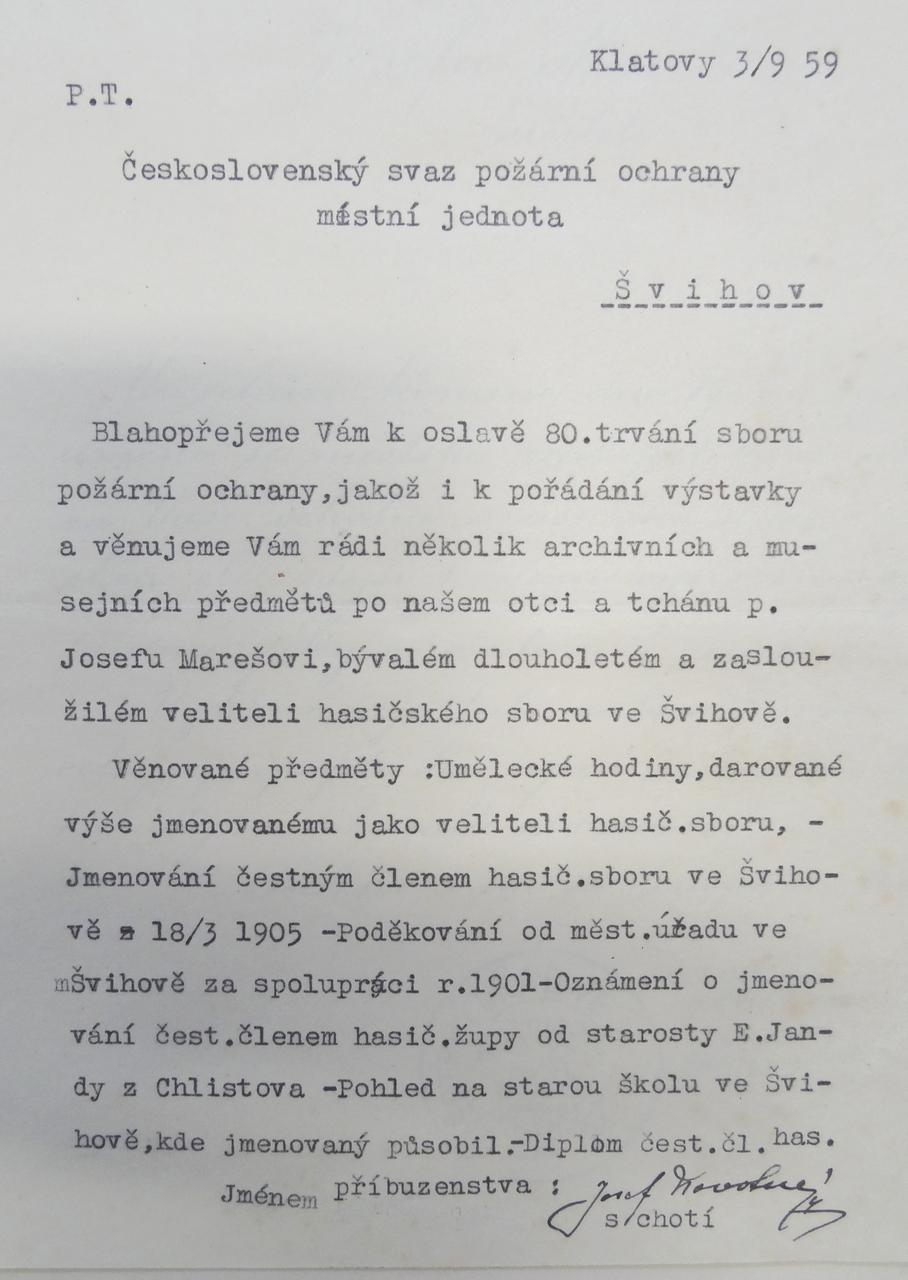 Klatovy 3/9 59
P.T.
Československý svaz požární ochrany
místní jednota
Švihov
Blahopřejeme Vám k oslavě 80.trvání sboru
požární ochrany,jakož i k pořádání výstavky
a věnujeme Vám rádi několik archivních a mu-
sejních předmětů po našem otci a tchánu p.
Josefu Marešovi,bývalém dlouholetém a zaslou-
žilém veliteli hasičského sboru ve Švihově.
Věnované předměty :Umělecké hodiny,darované
výše jmenovanému jako veliteli hasič.sboru, -
Jmenování čestným členem hasič.sboru ve Šviho-
vě z 18/3 1905 -Poděkování od měst.úřadu ve
mŠvihově za spolupráci r.1901-Oznámení o jmeno-
vání čest.členem hasič.župy od starosty E.Jan-
dy z Chlistova -Pohled na starou školu ve Švi-
hově,kde jmenovaný působil.-Diplom čest.čl.has.
Jménem příbuzenstva : Josef Novotný
s chotí